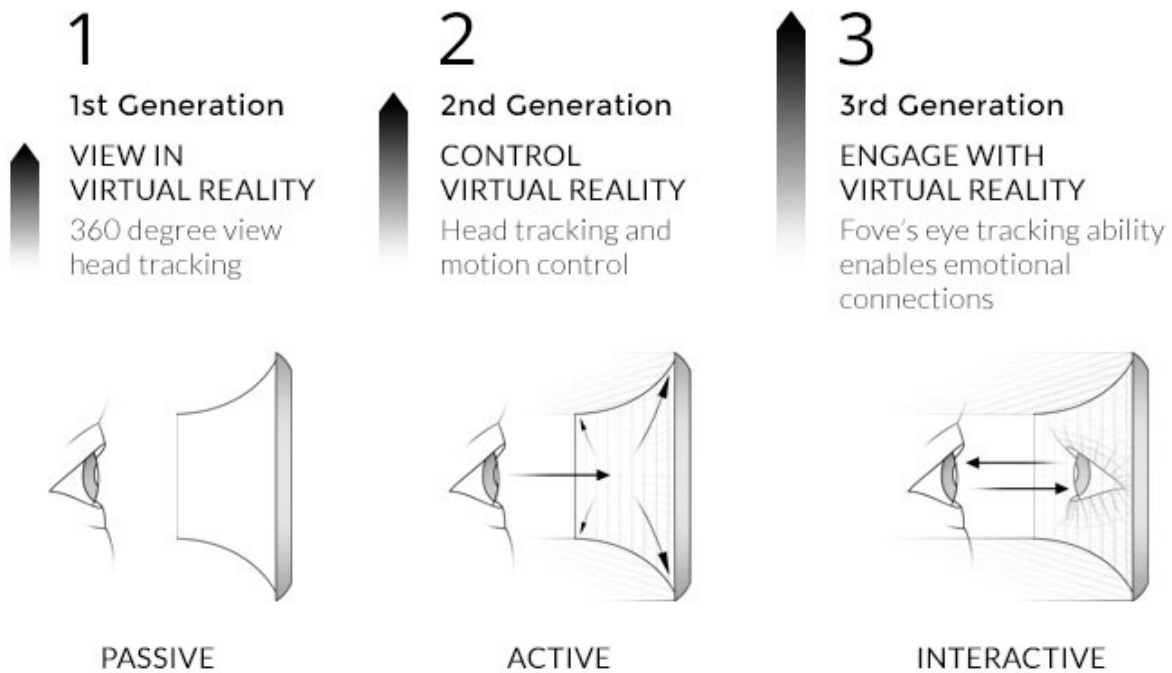 1
1st Generation
VIEW IN
VIRTUAL REALITY
360 degree view
head tracking
PASSIVE
2
2nd Generation
CONTROL
VIRTUAL REALITY
Head tracking and
motion control
ACTIVE
3
3rd Generation
ENGAGE WITH
VIRTUAL REALITY
Fove's eye tracking ability
enables emotional
connections
INTERACTIVE